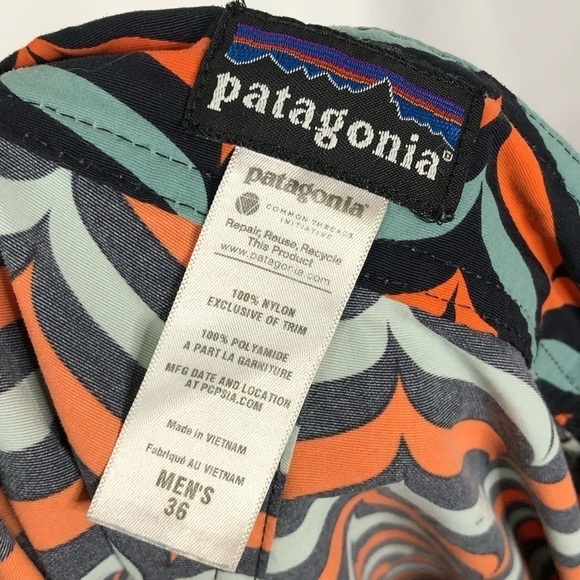 patagonia®
patagonia®
COMMON THREADS
INITIATIVE
Repair, Reuse, Recycle
This Product
www.patagonia.com
100% NYLON
EXCLUSIVE OF TRIM
100% POLYAMIDE
A PART LA GARNITURE
MFG DATE AND LOCATION
AT PCPSIA.COM
Made in VIETNAM
Fabriqué AU VIETNAM
MEN'S
36